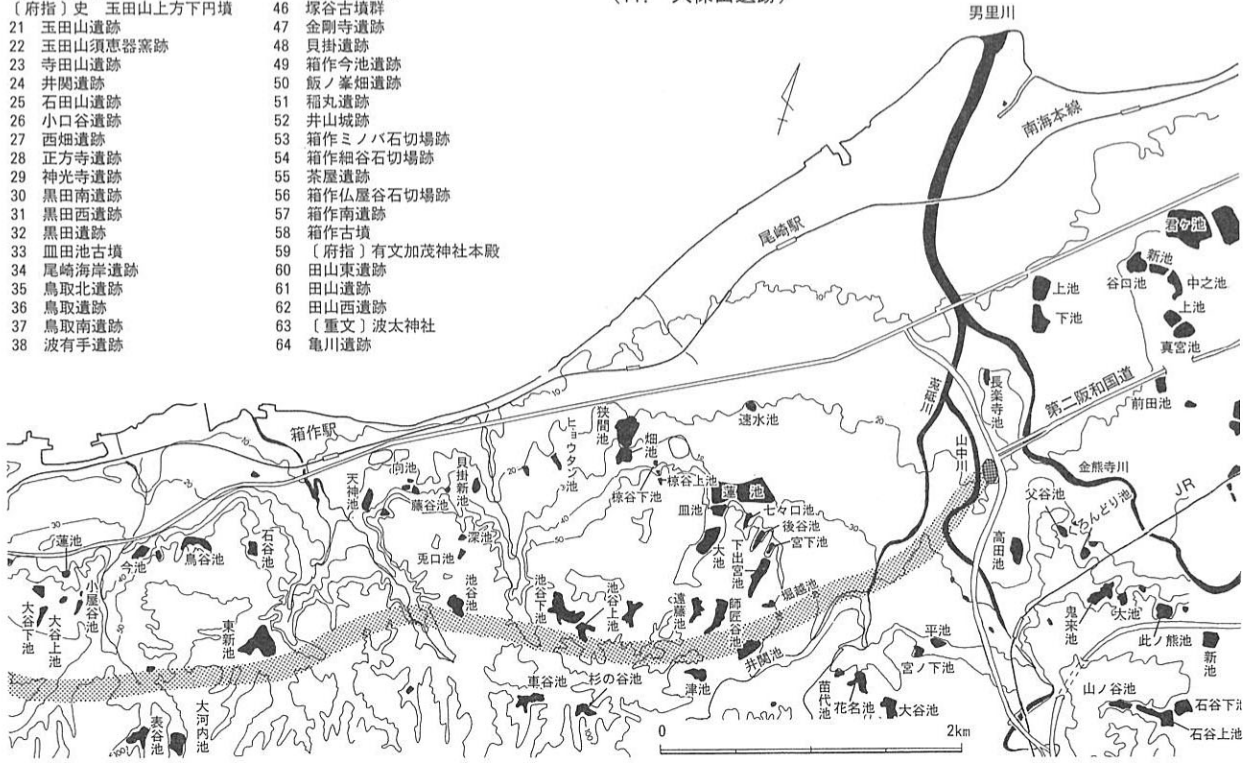 〔府指〕史 玉田山上方下円墳
21 玉田山遺跡
22 玉田山須恵器窯跡
23 寺田山遺跡
24 井関遺跡
25 石田山遺跡
26 小口谷遺跡
27 西畑遺跡
28 正方寺遺跡
29 神光寺遺跡
30 黒田南遺跡
31 黒田西遺跡
32 黒田遺跡
33 皿田池古墳
34 尾崎海岸遺跡
35 鳥取北遺跡
36 鳥取遺跡
37 鳥取南遺跡
38 波有手遺跡
46 塚谷古墳群
47 金剛寺遺跡
48 貝掛遺跡
49 箱作今池遺跡
50 飯ノ峯畑遺跡
51 稲丸遺跡
52 井山城跡
53 箱作ミノバ石切場跡
54 箱作細谷石切場跡
55 茶屋遺跡
56 箱作仏屋谷石切場跡
57 箱作南遺跡
58 箱作古墳
59 〔府指〕有文加茂神社本殿
60 田山東遺跡
61 田山遺跡
62 田山西遺跡
63 〔重文〕波太神社
64 亀川遺跡
男里川
南海本線
尾崎駅
君ヶ池
新池
谷口池
中之池
上池
下池
上池
真宮池
第二阪和国道
前田池
長楽寺池
菟砥川
山中川
金熊寺川
JR
箱作駅
狭間池
畑池
速水池
ヒョウタン池
椋谷上池
椋谷下池
蓮池
皿池
七々口池
後谷池
宮下池
大池
下出宮池
天神池
向池
藤谷池
貝掛新池
深池
兎口池
池谷池
池谷下池
池谷上池
遠藤池
師匠谷池
堀越池
父谷池
ろんどり池
高田池
鬼来池
大池
此ノ熊池
新池
蓮池
今池
鳥谷池
石谷池
小屋谷池
大谷下池
大谷上池
東新池
井関池
平池
宮ノ下池
苗代池
花名池
大谷池
津池
車谷池
杉の谷池
表谷池
大河内池
山ノ谷池
石谷下池
石谷上池
0 2km